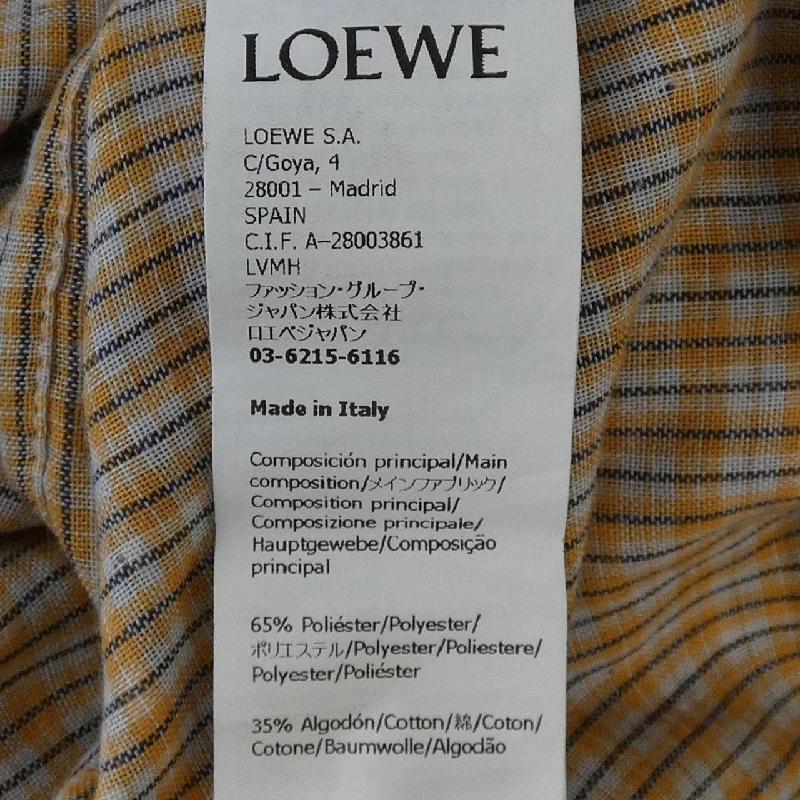 LOEWE
LOEWE S.A.
C/Goya, 4
28001 – Madrid
SPAIN
C.I.F. A–28003861
LVMH
ファッション・グループ・
ジャパン株式会社
ロエベジャパン
03-6215-6116
Made in Italy
Composición principal/Main
composition/メインファブリック/
Composition principal/
Composizione principale/
Hauptgewebe/Composição
principal
65% Poliéster/Polyester/
ポリエステル/Polyester/Poliestere/
Polyester/Poliéster
35% Algodón/Cotton/綿/Coton/
Cotone/Baumwolle/Algodão